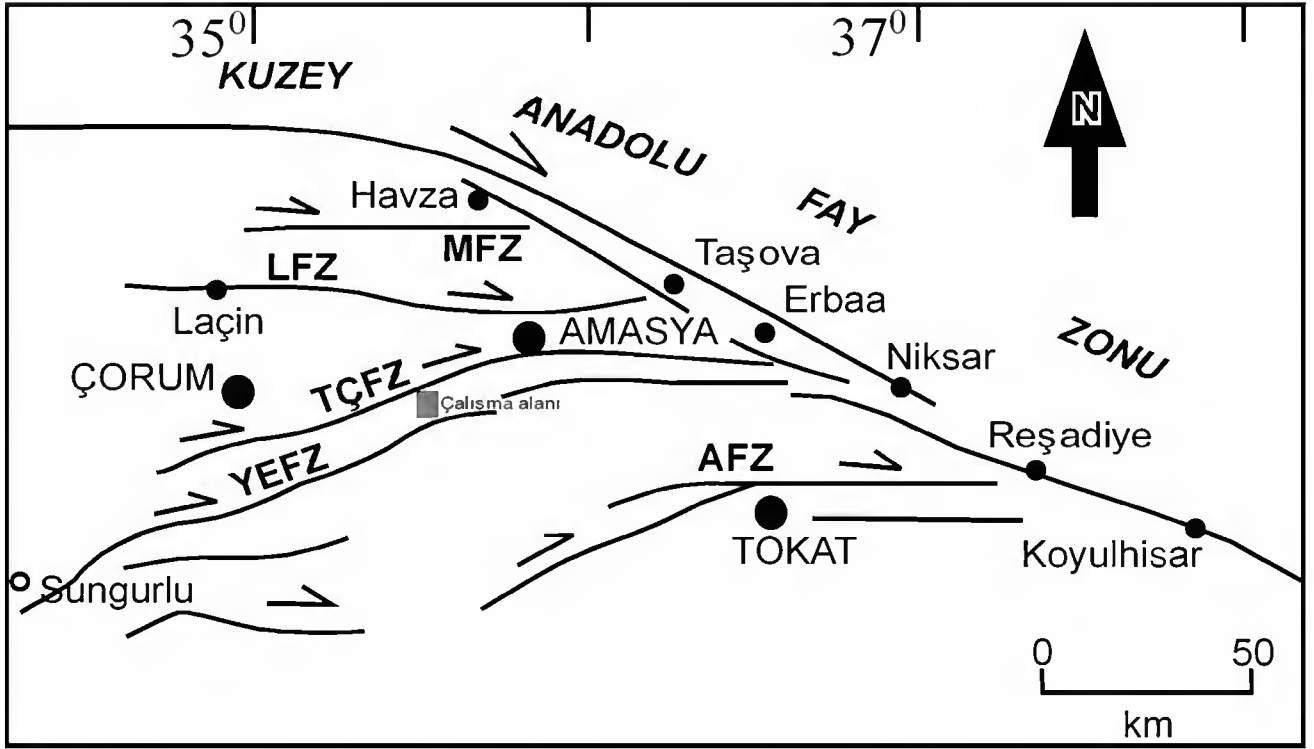 35⁰
37⁰
KUZEY
ANADOLU
FAY
ZONU
N
Havza
MFZ
Taşova
LFZ
Erbaa
Laçin
AMASYA
Niksar
ÇORUM
TÇFZ
Çalısma alanı
Reşadiye
YEFZ
AFZ
TOKAT
Koyulhisar
Sungurlu
0 50
km